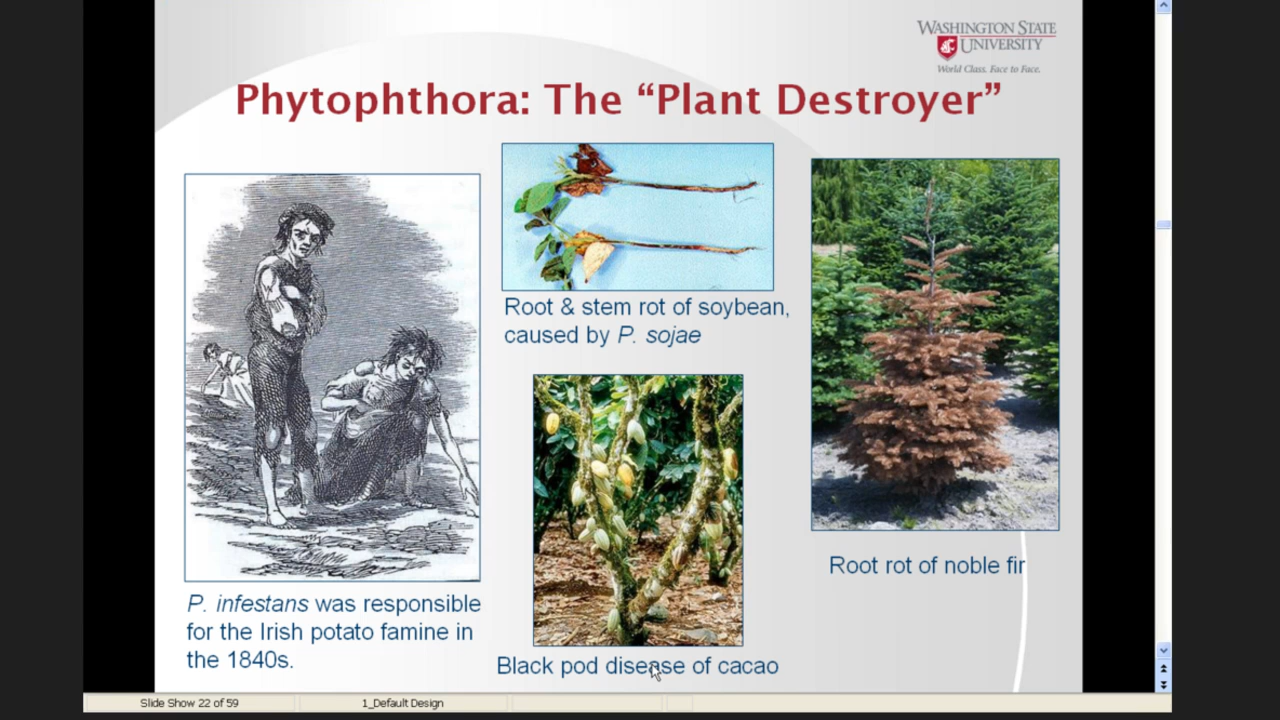 WASHINGTON STATE
UNIVERSITY
World Class. Face to Face.
Phytophthora: The “Plant Destroyer”
Root & stem rot of soybean,
caused by P. sojae
Root rot of noble fir
P. infestans was responsible
for the Irish potato famine in
the 1840s.
Black pod disease of cacao
Slide Show 22 of 59
1_Default Design